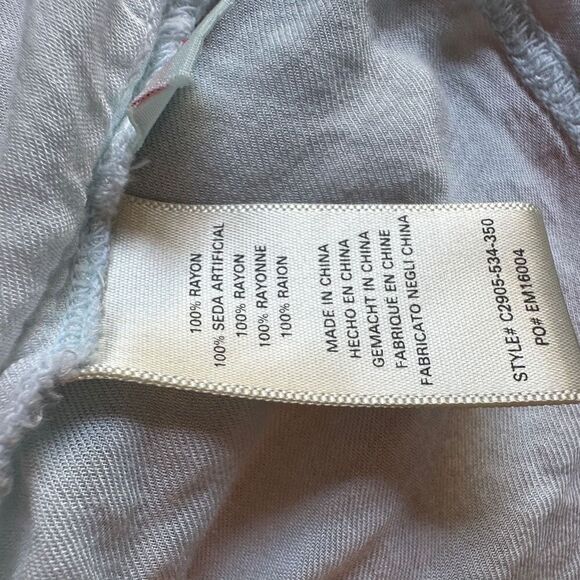 100% RAYON
100% SEDA ARTIFICIAL
100% RAYON
100% RAYONNE
100% RAION
MADE IN CHINA
HECHO EN CHINA
GEMACHT IN CHINA
FABRIQUE EN CHINE
FABRICATO NEGLI CHINA
STYLE# C2905-534-350
PO# EM16004